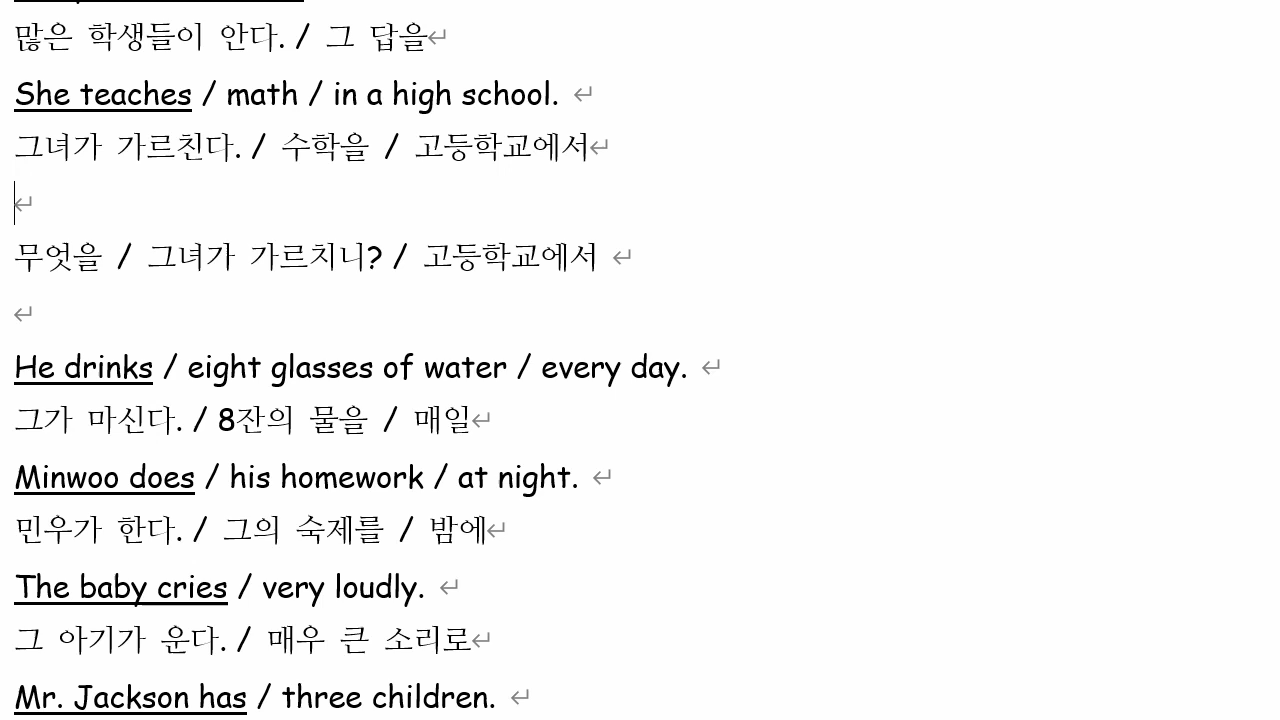 많은 학생들이 안다. / 그 답을↵
She teaches / math / in a high school. ↵
그녀가 가르친다. / 수학을 / 고등학교에서↵
↵
무엇을 / 그녀가 가르치니? / 고등학교에서 ↵
↵
He drinks / eight glasses of water / every day. ↵
그가 마신다. / 8잔의 물을 / 매일↵
Minwoo does / his homework / at night. ↵
민우가 한다. / 그의 숙제를 / 밤에↵
The baby cries / very loudly. ↵
그 아기가 운다. / 매우 큰 소리로↵
Mr. Jackson has / three children. ↵